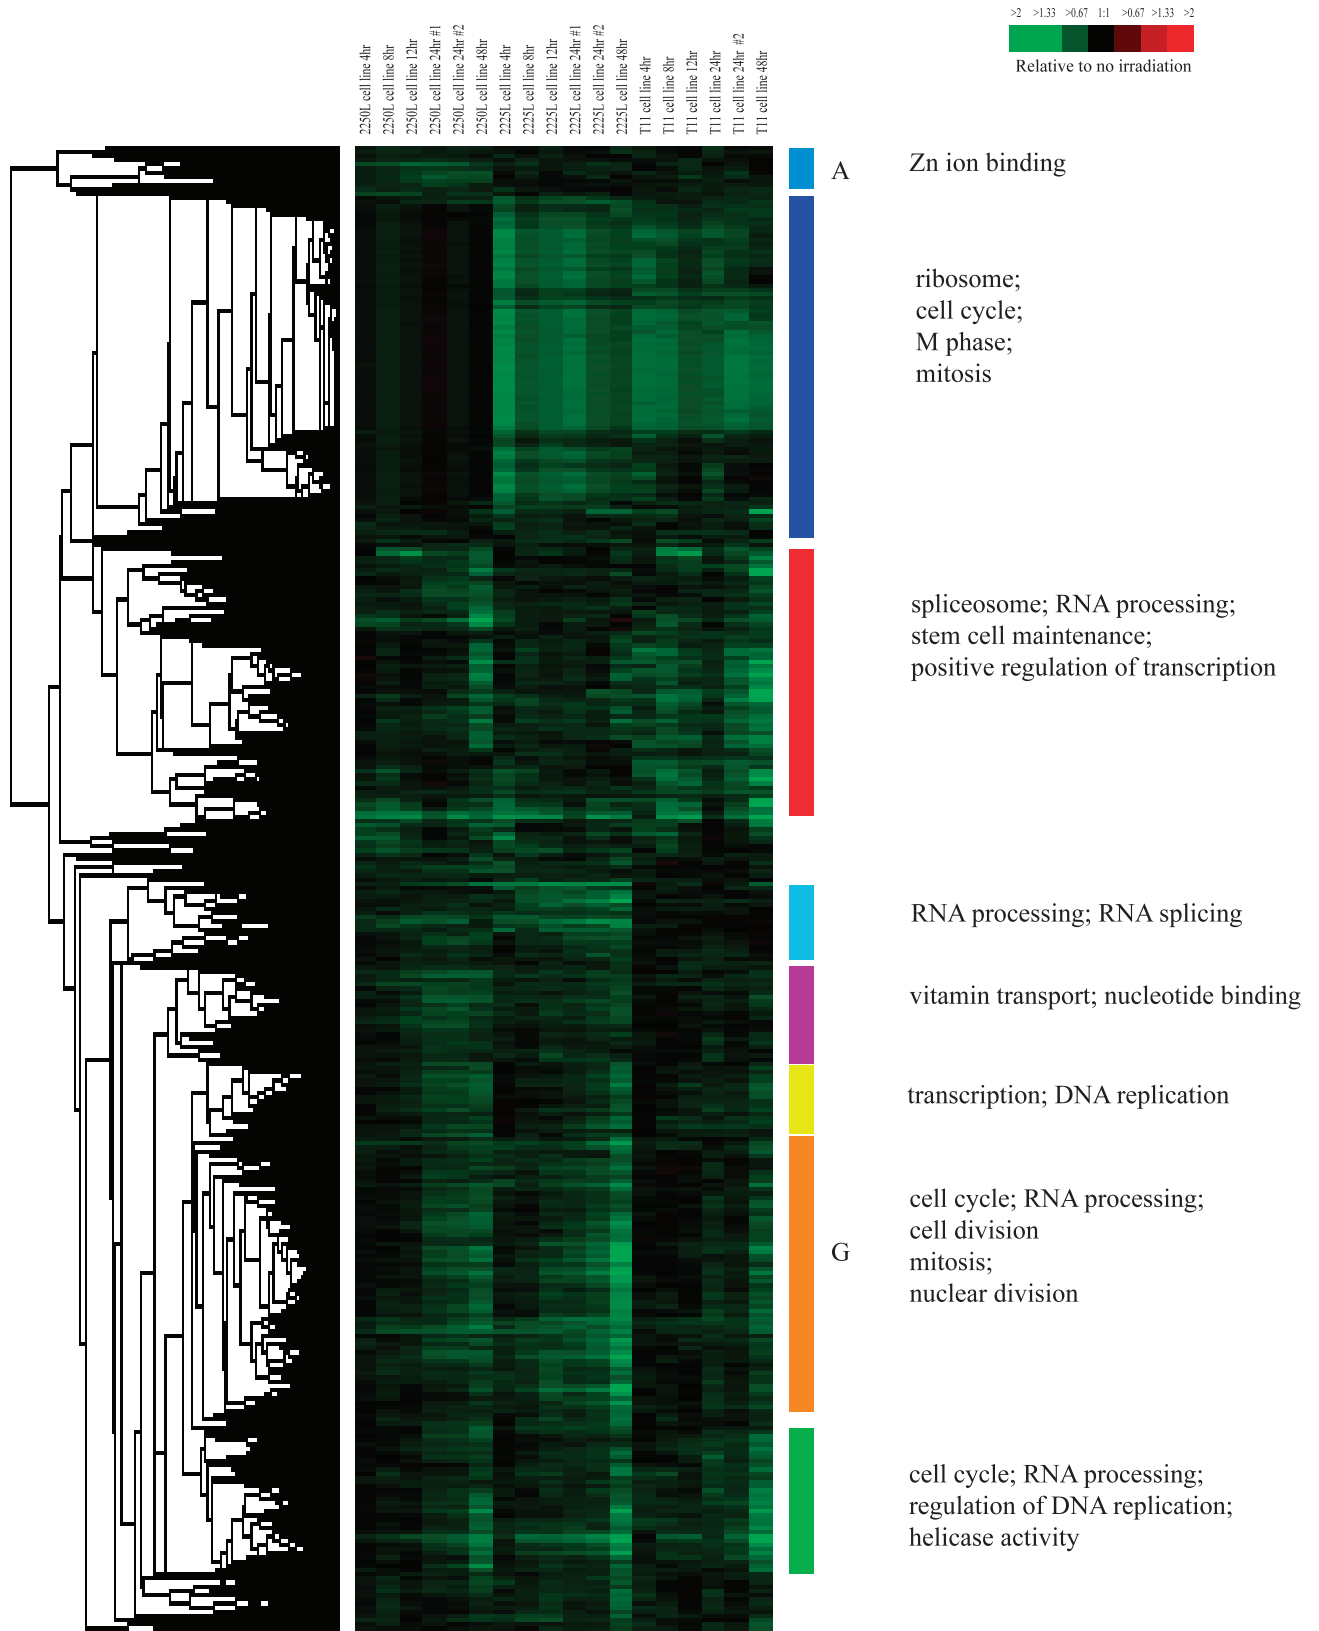 >2 >1.33 >0.67 1:1 >0.67 >1.33 >2
Relative to no irradiation
2250L cell line 4hr
2250L cell line 8hr
2250L cell line 12hr
2250L cell line 24hr #1
2250L cell line 24hr #2
2250L cell line 48hr
2225L cell line 4hr
2225L cell line 8hr
2225L cell line 12hr
2225L cell line 24hr #1
2225L cell line 24hr #2
2225L cell line 48hr
T11 cell line 4hr
T11 cell line 8hr
T11 cell line 12hr
T11 cell line 24hr
T11 cell line 24hr #2
T11 cell line 48hr
A
Zn ion binding
ribosome;
cell cycle;
M phase;
mitosis
spliceosome; RNA processing;
stem cell maintenance;
positive regulation of transcription
RNA processing; RNA splicing
vitamin transport; nucleotide binding
transcription; DNA replication
G
cell cycle; RNA processing;
cell division
mitosis;
nuclear division
cell cycle; RNA processing;
regulation of DNA replication;
helicase activity